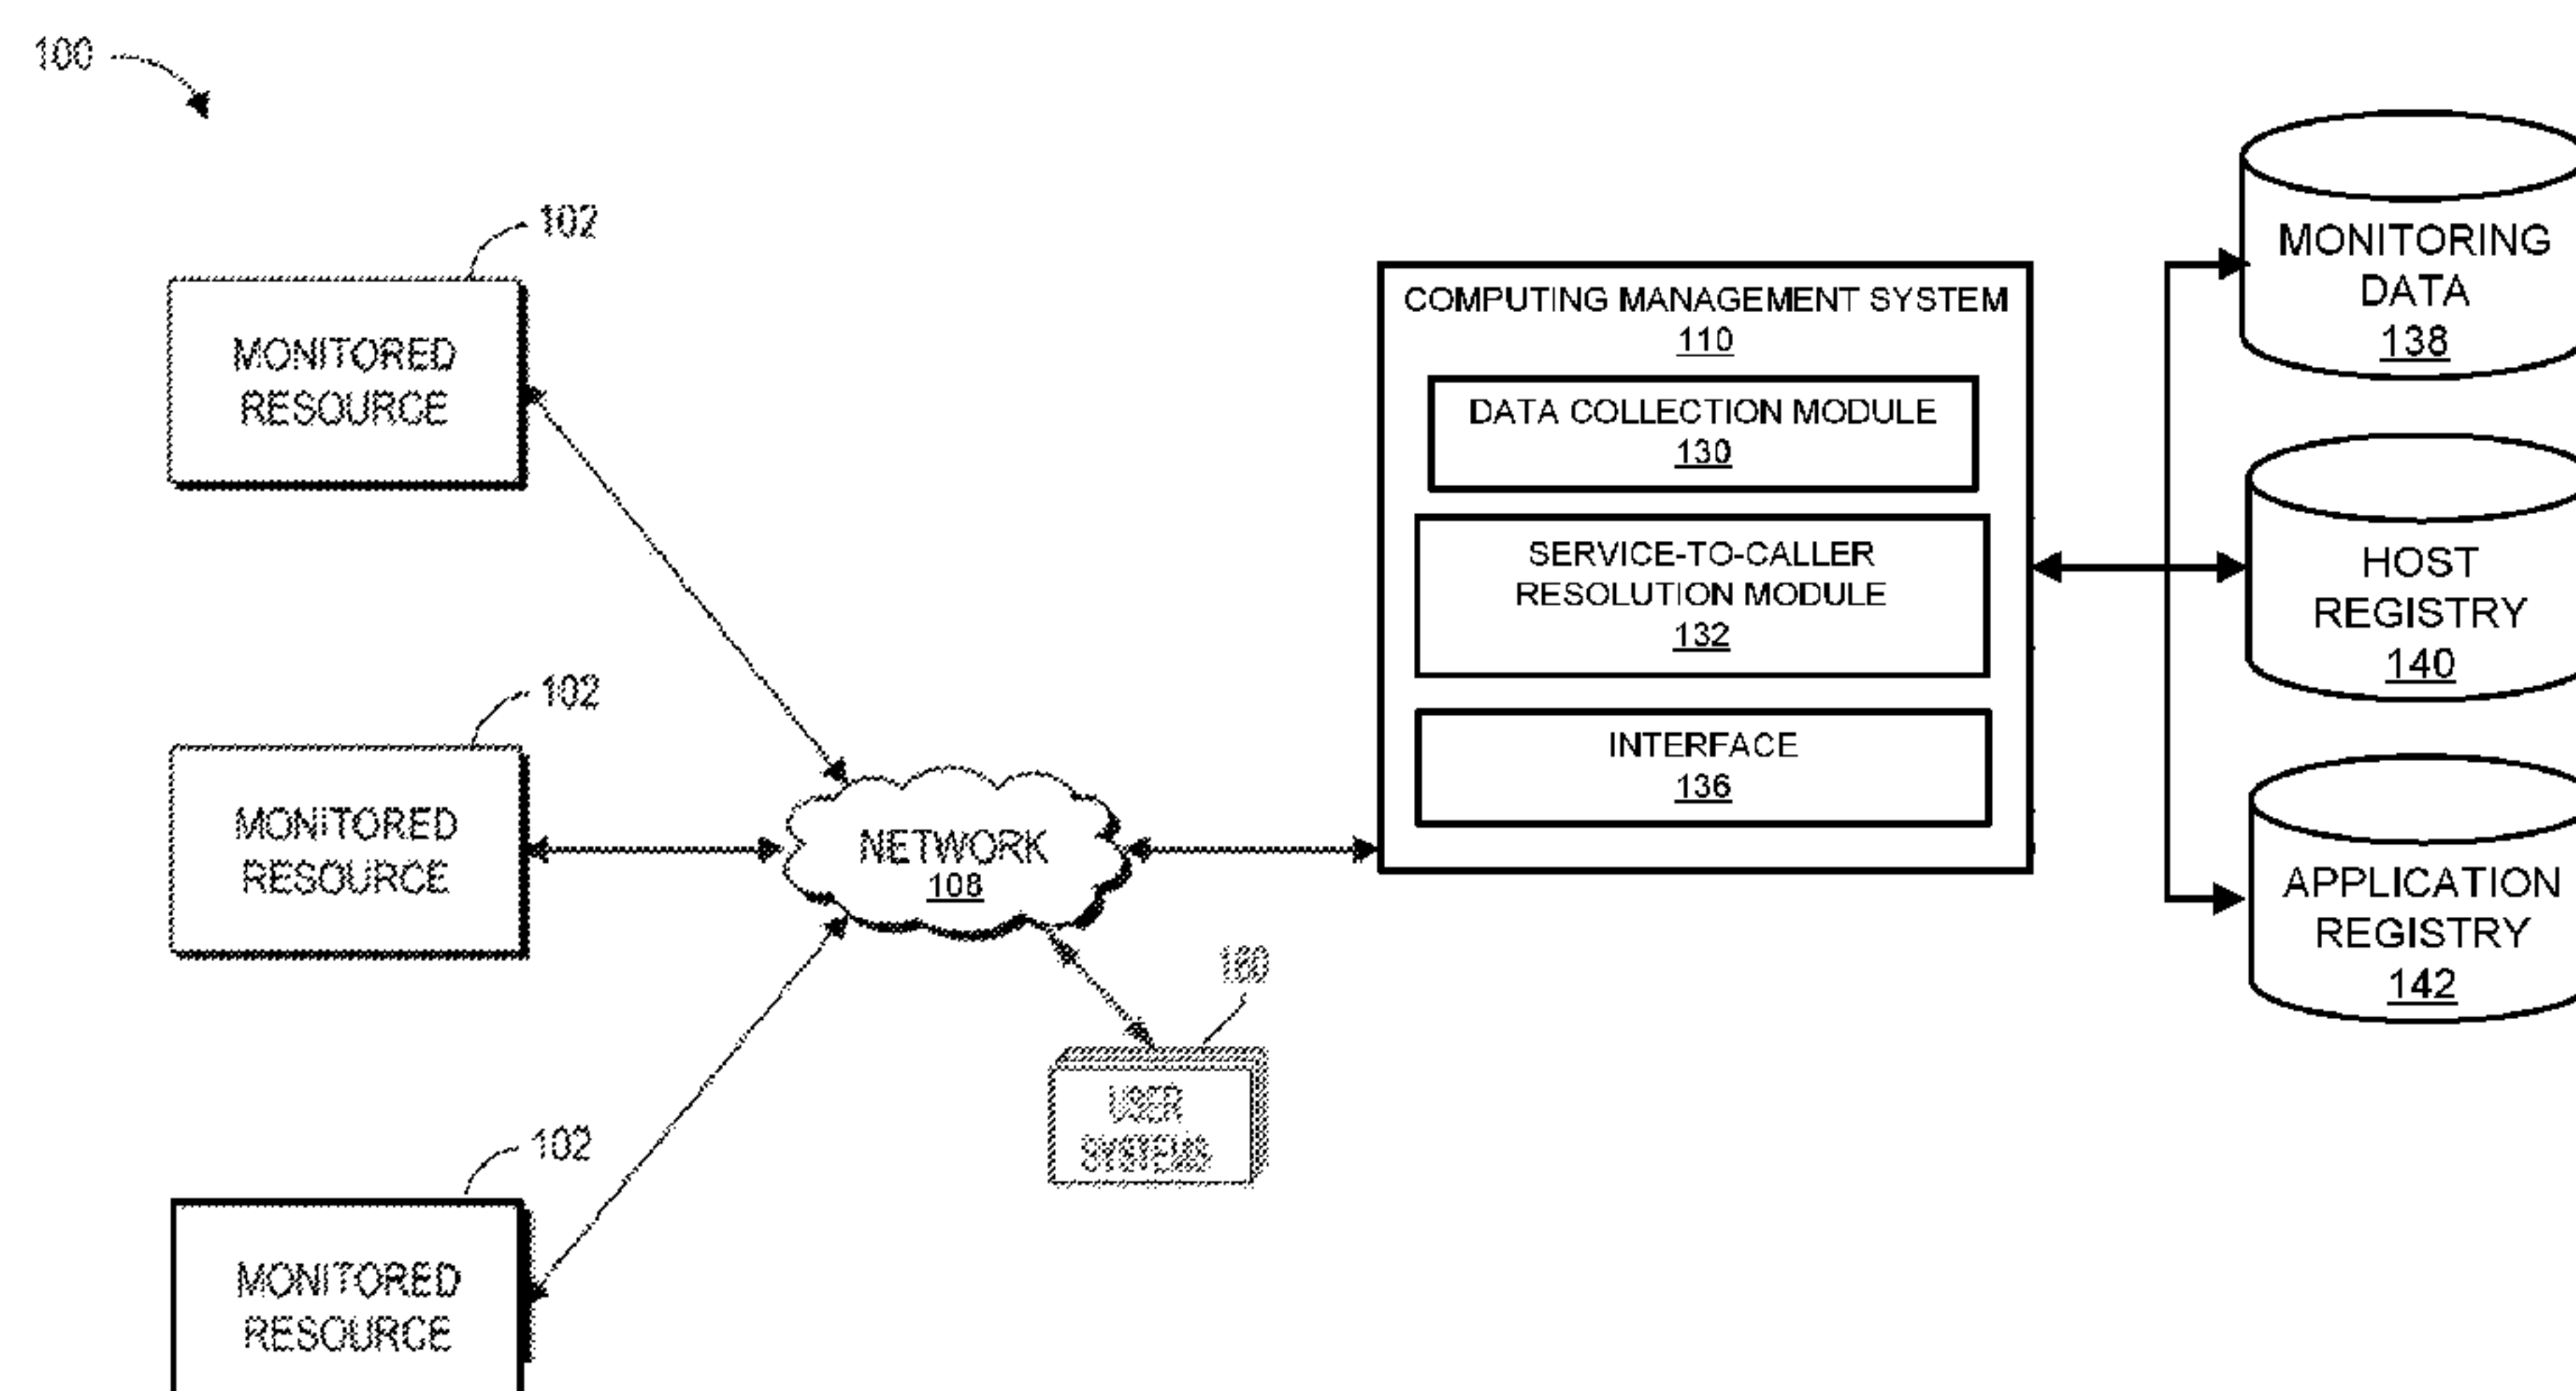 100
102
MONITORED
RESOURCE
102
MONITORED
RESOURCE
102
MONITORED
RESOURCE
NETWORK
108
160
USER
SYSTEMS
COMPUTING MANAGEMENT SYSTEM
110
DATA COLLECTION MODULE
130
SERVICE-TO-CALLER
RESOLUTION MODULE
132
INTERFACE
136
MONITORING
DATA
138
HOST
REGISTRY
140
APPLICATION
REGISTRY
142